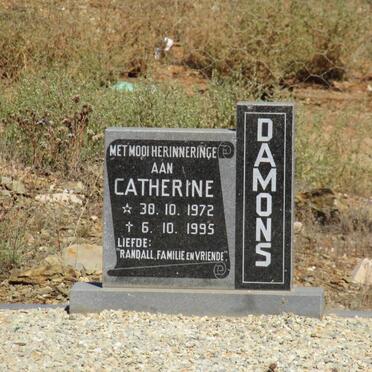 MET MOOI HERINNERINGE
AAN
CATHERINE
☆ 30. 10. 1972
✝ 6. 10. 1995
LIEFDE:
"RANDALL, FAMILIE EN VRIENDE"
DAMONS